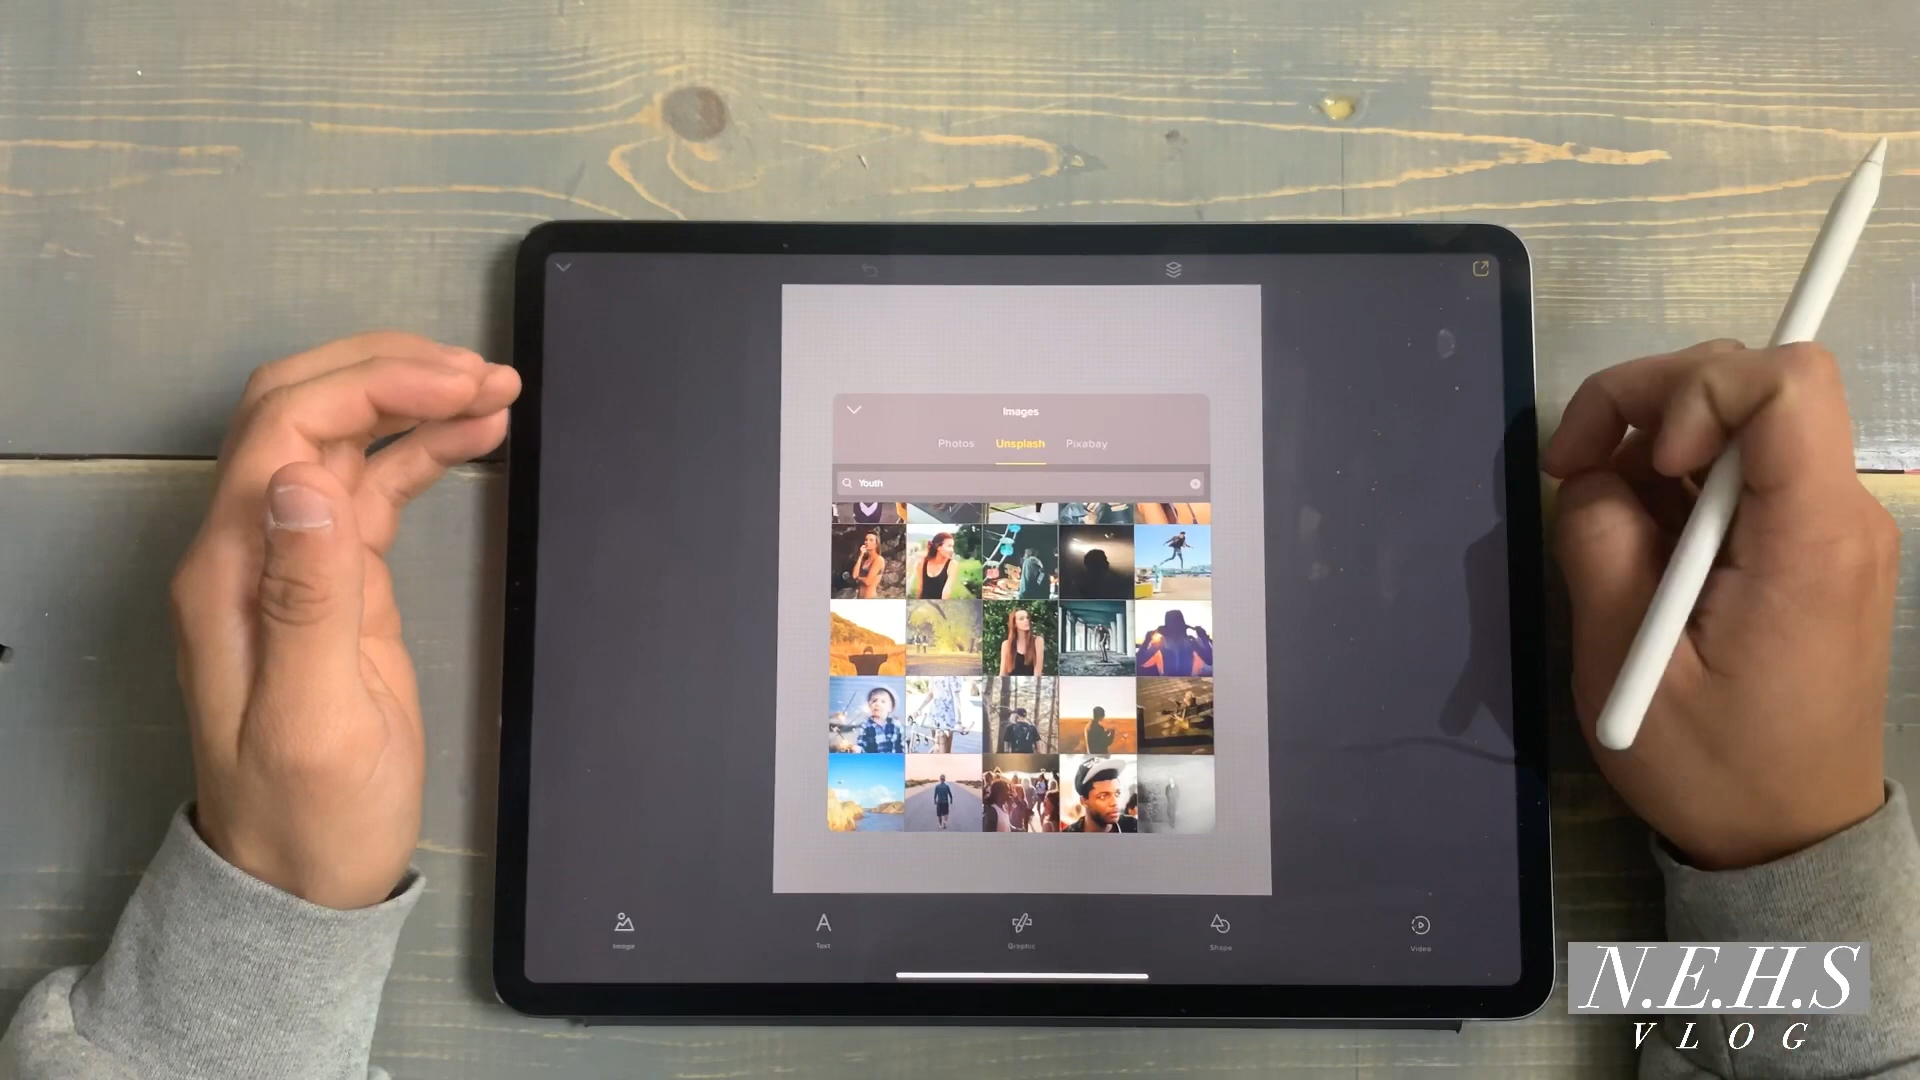 Images
Photos Unsplash Pixabay
Youth
Image Text Graphic Shape Video
N.E.H.S
VLOG